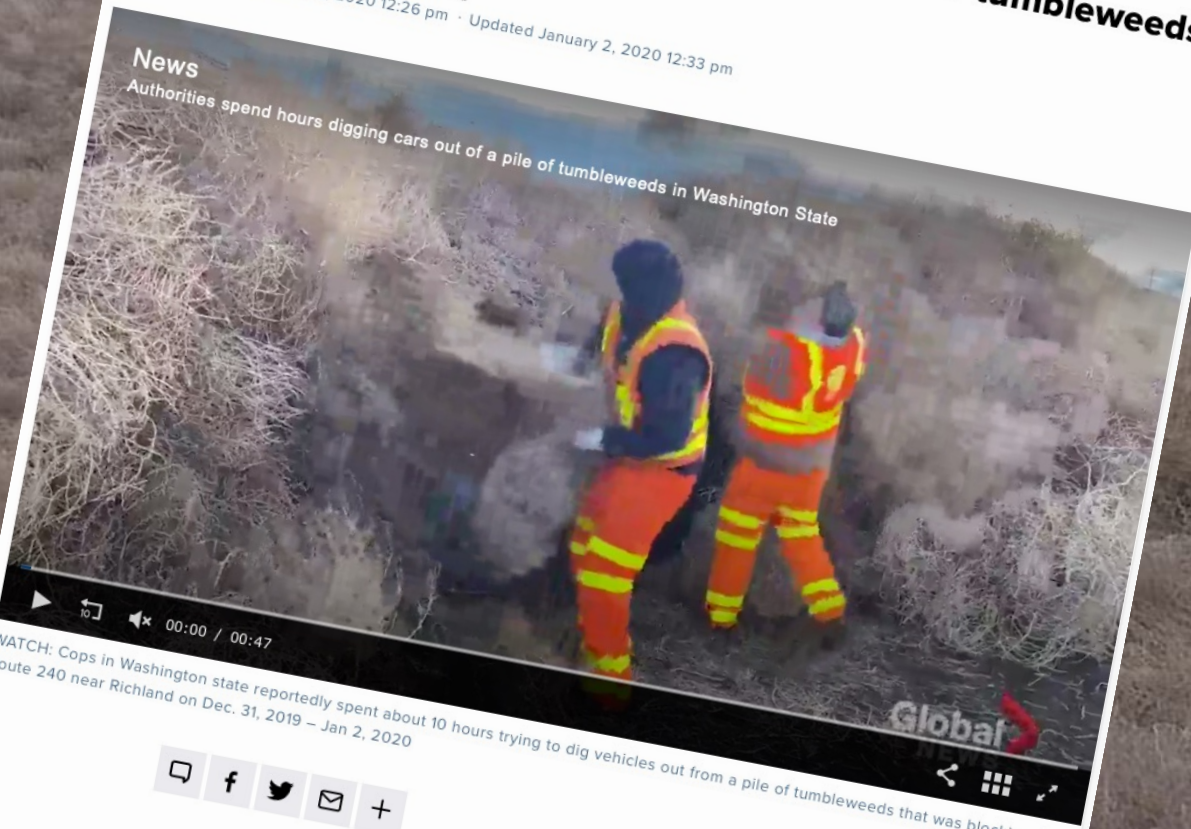 tumbleweeds
2020 12:26 pm · Updated January 2, 2020 12:33 pm
News
Authorities spend hours digging cars out of a pile of tumbleweeds in Washington State
10
00:00 / 00:47
Global
NEWS
WATCH: Cops in Washington state reportedly spent about 10 hours trying to dig vehicles out from a pile of tumbleweeds that was
oute 240 near Richland on Dec. 31, 2019 – Jan 2, 2020